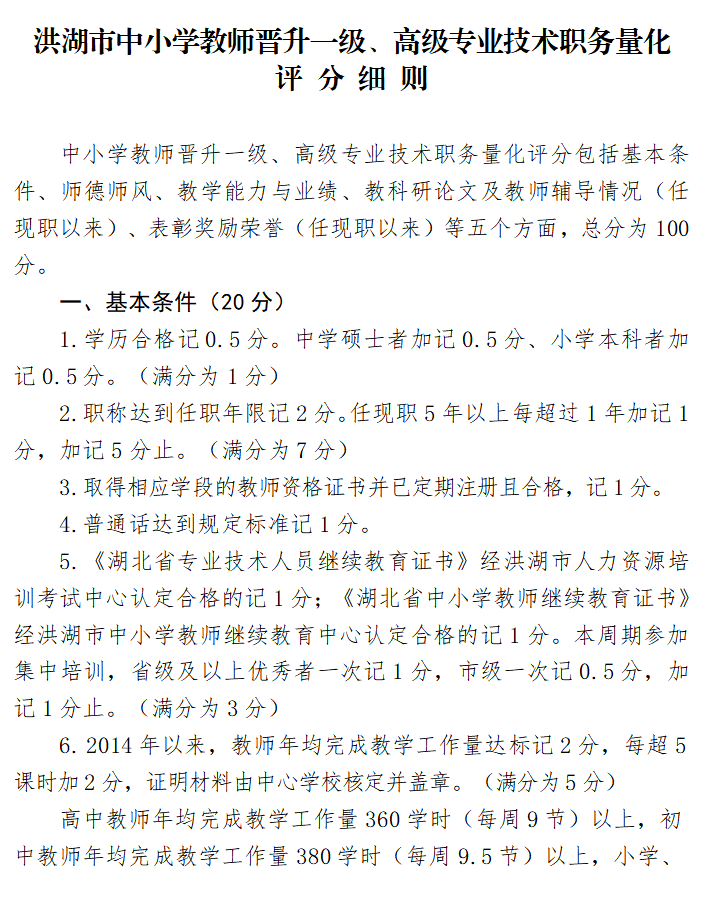 洪湖市中小学教师晋升一级、高级专业技术职务量化
评 分 细 则
中小学教师晋升一级、高级专业技术职务量化评分包括基本条
件、师德师风、教学能力与业绩、教科研论文及教师辅导情况（任
现职以来）、表彰奖励荣誉（任现职以来）等五个方面，总分为 100
分。
一、基本条件（20 分）
1.学历合格记 0.5 分。中学硕士者加记 0.5 分、小学本科者加
记 0.5 分。（满分为 1 分）
2.职称达到任职年限记 2 分。任现职 5 年以上每超过 1 年加记 1
分，加记 5 分止。（满分为 7 分）
3.取得相应学段的教师资格证书并已定期注册且合格，记 1 分。
4.普通话达到规定标准记 1 分。
5.《湖北省专业技术人员继续教育证书》经洪湖市人力资源培
训考试中心认定合格的记 1 分；《湖北省中小学教师继续教育证书》
经洪湖市中小学教师继续教育中心认定合格的记 1 分。本周期参加
集中培训，省级及以上优秀者一次记 1 分，市级一次记 0.5 分，加
记 1 分止。（满分为 3 分）
6. 2014 年以来，教师年均完成教学工作量达标记 2 分，每超 5
课时加 2 分，证明材料由中心学校核定并盖章。（满分为 5 分）
高中教师年均完成教学工作量 360 学时（每周 9 节）以上，初
中教师年均完成教学工作量 380 学时（每周 9.5 节）以上，小学、